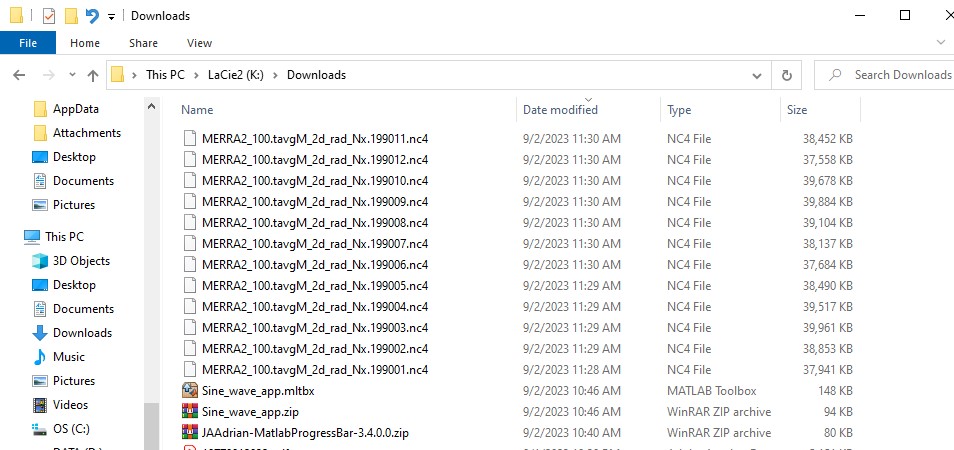 Downloads
File Home Share View
This PC LaCie2 (K:) Downloads Search Downloads
AppData
Attachments
Desktop
Documents
Pictures
This PC
3D Objects
Desktop
Documents
Downloads
Music
Pictures
Videos
OS (C:)
Name Date modified Type Size
MERRA2_100.tavgM_2d_rad_Nx.199011.nc4 9/2/2023 11:30 AM NC4 File 38,452 KB
MERRA2_100.tavgM_2d_rad_Nx.199012.nc4 9/2/2023 11:30 AM NC4 File 37,558 KB
MERRA2_100.tavgM_2d_rad_Nx.199010.nc4 9/2/2023 11:30 AM NC4 File 39,678 KB
MERRA2_100.tavgM_2d_rad_Nx.199009.nc4 9/2/2023 11:30 AM NC4 File 39,884 KB
MERRA2_100.tavgM_2d_rad_Nx.199008.nc4 9/2/2023 11:30 AM NC4 File 39,104 KB
MERRA2_100.tavgM_2d_rad_Nx.199007.nc4 9/2/2023 11:30 AM NC4 File 38,137 KB
MERRA2_100.tavgM_2d_rad_Nx.199006.nc4 9/2/2023 11:30 AM NC4 File 37,684 KB
MERRA2_100.tavgM_2d_rad_Nx.199005.nc4 9/2/2023 11:29 AM NC4 File 38,490 KB
MERRA2_100.tavgM_2d_rad_Nx.199004.nc4 9/2/2023 11:29 AM NC4 File 39,517 KB
MERRA2_100.tavgM_2d_rad_Nx.199003.nc4 9/2/2023 11:29 AM NC4 File 39,961 KB
MERRA2_100.tavgM_2d_rad_Nx.199002.nc4 9/2/2023 11:29 AM NC4 File 38,853 KB
MERRA2_100.tavgM_2d_rad_Nx.199001.nc4 9/2/2023 11:28 AM NC4 File 37,941 KB
Sine_wave_app.mltbx 9/2/2023 10:46 AM MATLAB Toolbox 148 KB
Sine_wave_app.zip 9/2/2023 10:46 AM WinRAR ZIP archive 94 KB
JAAdrian-MatlabProgressBar-3.4.0.0.zip 9/2/2023 10:40 AM WinRAR ZIP archive 80 KB